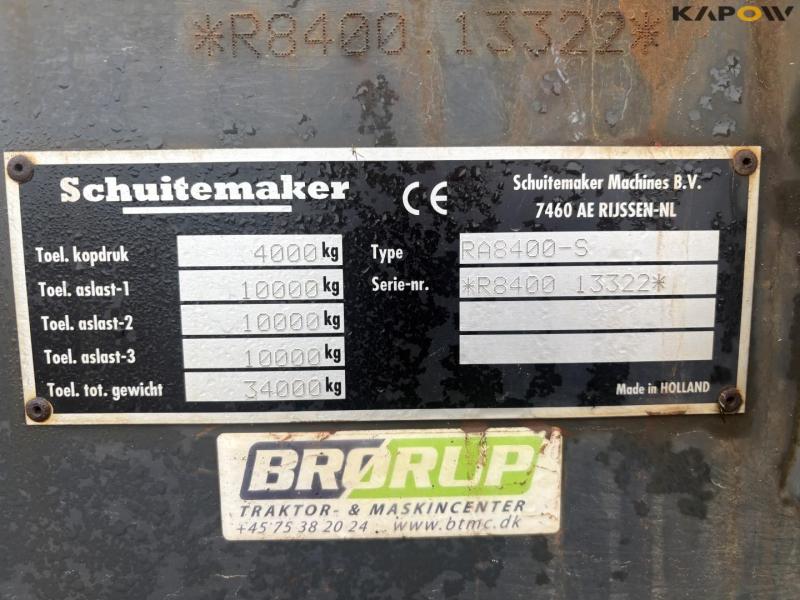 KAPOW
*R8400.13322*
Schuitemaker
CE
Schuitemaker Machines B.V.
7460 AE RIJSSEN-NL
Toel. kopdruk 4000kg
Toel. aslast-1 10000kg
Toel. aslast-2 10000kg
Toel. aslast-3 10000kg
Toel. tot. gewicht 34000kg
Type RA8400-S
Serie-nr. *R8400 13322*
Made in HOLLAND
BRØRUP
TRAKTOR- & MASKINCENTER
+45 75 38 20 24 www.btmc.dk